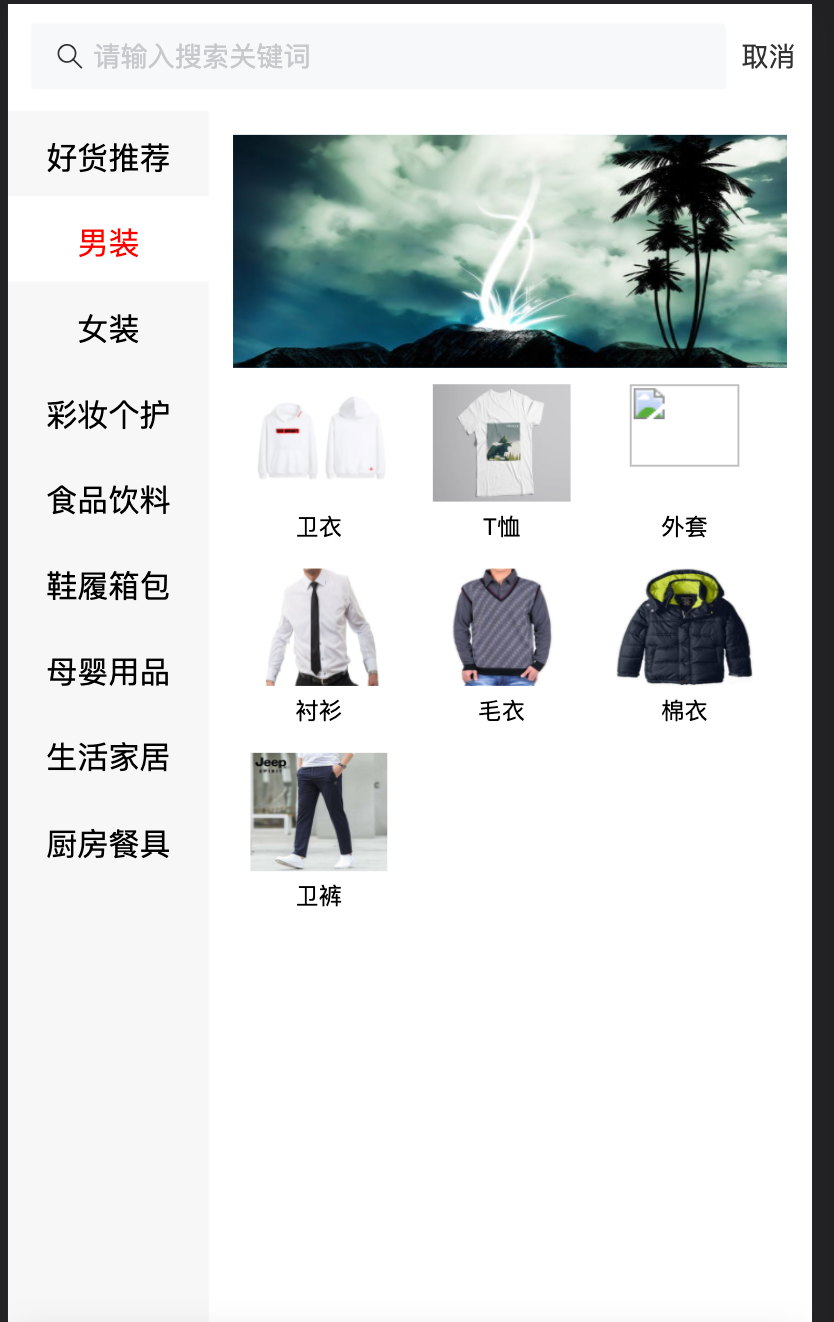 请输入搜索关键词 取消
好货推荐
男装
女装
彩妆个护
食品饮料
鞋履箱包
母婴用品
生活家居
厨房餐具
卫衣 T恤 外套
衬衫 毛衣 棉衣
Jeep
SPIRIT
卫裤